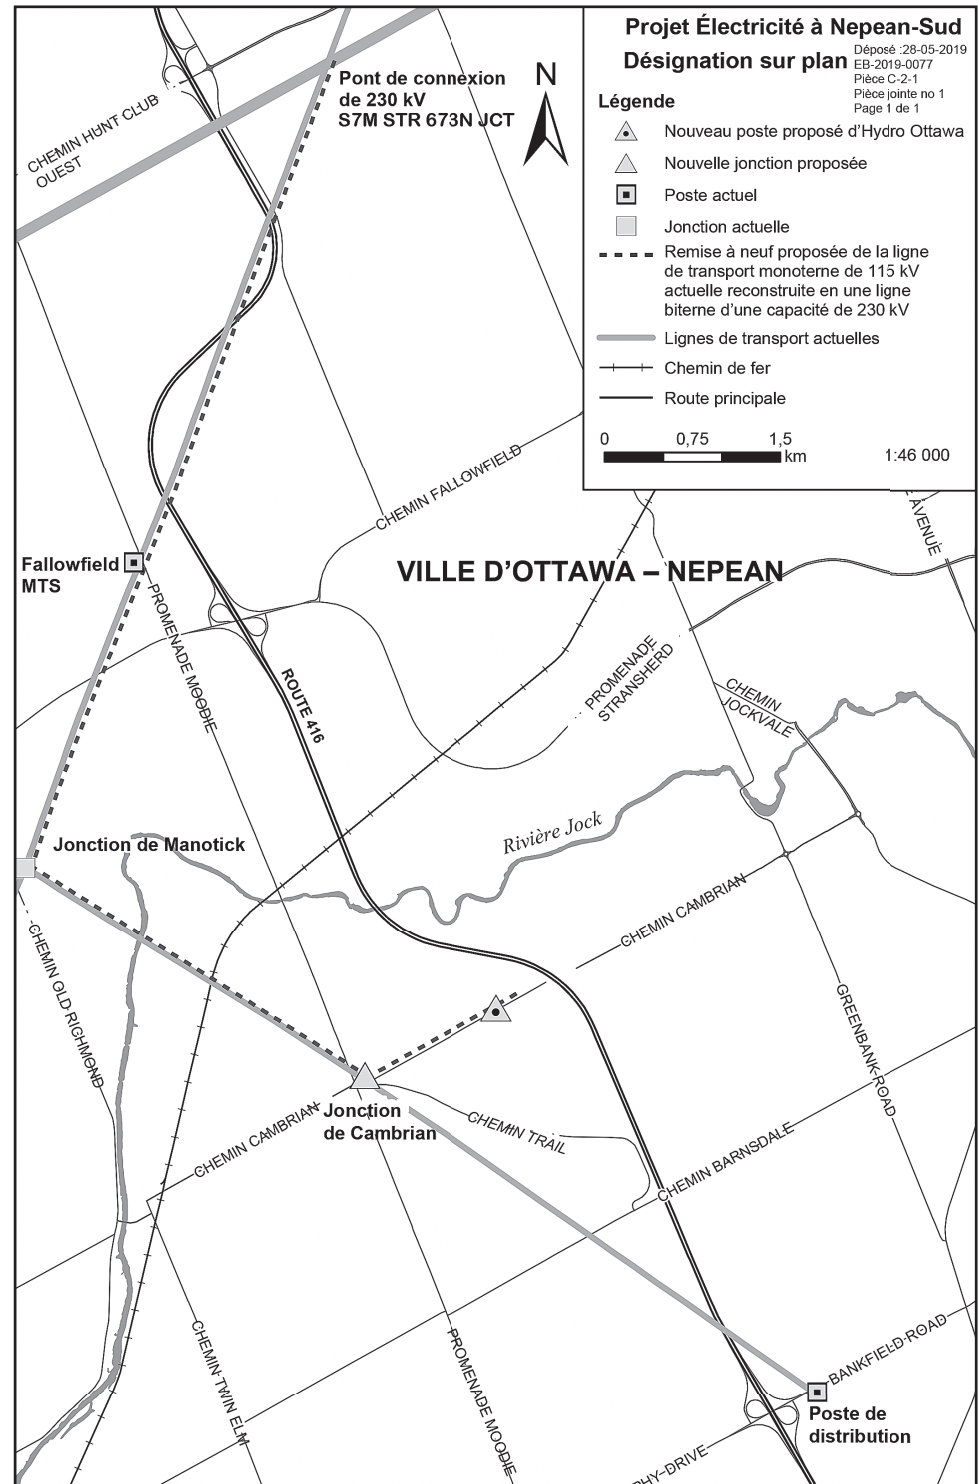 Projet Électricité à Nepean-Sud
Désignation sur plan
Déposé :28-05-2019
EB-2019-0077
Pièce C-2-1
Pièce jointe no 1
Page 1 de 1
Légende
Nouveau poste proposé d'Hydro Ottawa
Nouvelle jonction proposée
Poste actuel
Jonction actuelle
Remise à neuf proposée de la ligne
de transport monoterne de 115 kV
actuelle reconstruite en une ligne
biterne d'une capacité de 230 kV
Lignes de transport actuelles
Chemin de fer
Route principale
0 0,75 1,5
km
1:46 000
N
Pont de connexion
de 230 kV
S7M STR 673N JCT
CHEMIN HUNT CLUB
OUEST
CHEMIN FALLOWFIELD
AVENUE
VILLE D'OTTAWA – NEPEAN
Fallowfield
MTS
PROMENADE MOODIE
ROUTE 416
PROMENADE
STRANSHERD
CHEMIN
JOCKVALE
Rivière Jock
Jonction de Manotick
CHEMIN CAMBRIAN
CHEMIN OLD RICHMOND
GREENBANK ROAD
Jonction
de Cambrian
CHEMIN CAMBRIAN
CHEMIN TRAIL
CHEMIN BARNSDALE
CHEMIN TWIN ELM
PROMENADE MOODIE
BANKFIELD ROAD
Poste de
distribution
PHY DRIVE